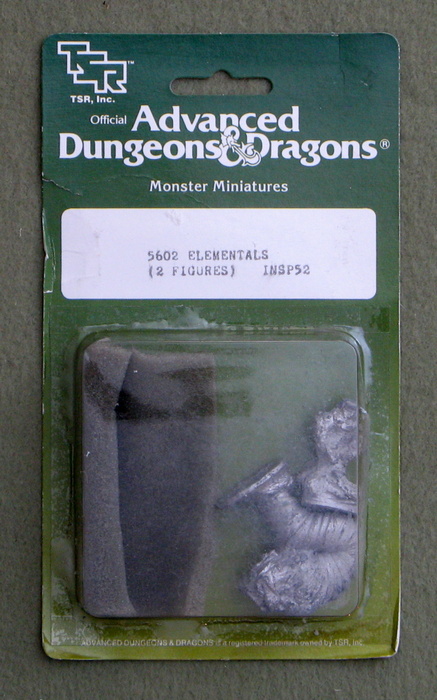 TSR™
TSR, Inc.
Official Advanced
Dungeons & Dragons®
Monster Miniatures
5602 ELEMENTALS
(2 FIGURES) INSP52
ADVANCED DUNGEONS & DRAGONS is a registered trademark owned by TSR, Inc.